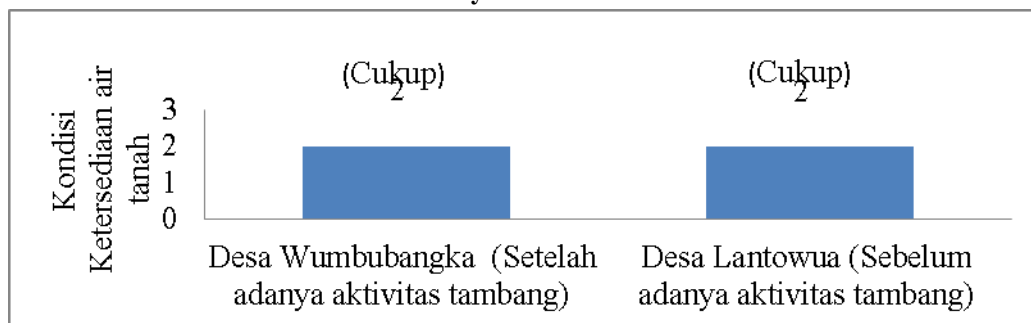 (Cukup) (Cukup)
2 2
Kondisi
Ketersediaan air
tanah
3
2
1
0
Desa Wumbubangka (Setelah
adanya aktivitas tambang)
Desa Lantowua (Sebelum
adanya aktivitas tambang)